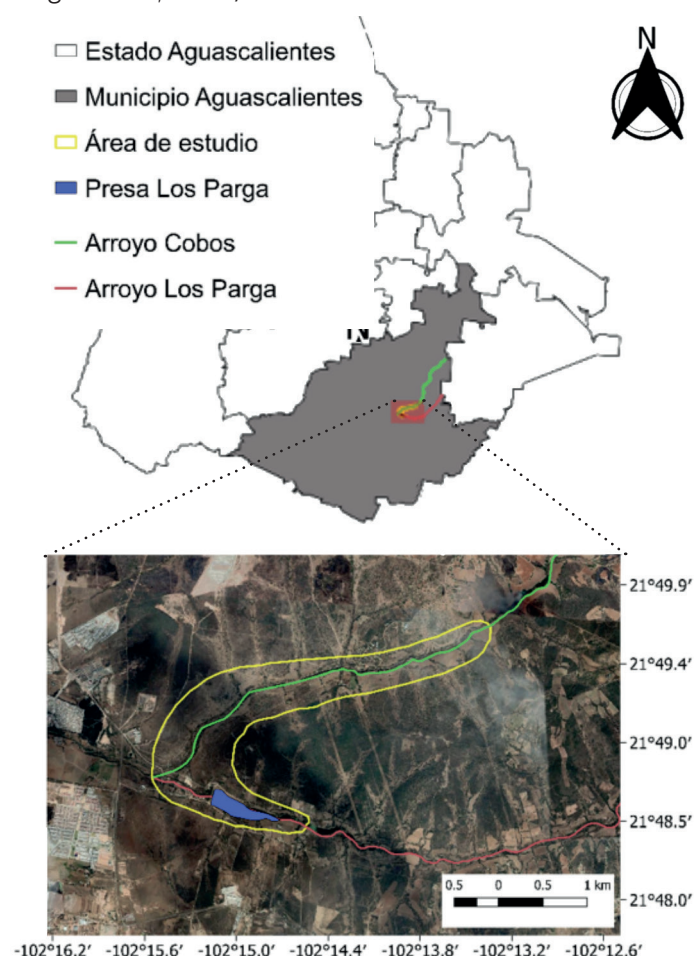 Estado Aguascalientes
Municipio Aguascalientes
Área de estudio
Presa Los Parga
Arroyo Cobos
Arroyo Los Parga
N
N
21°49.9’
21°49.4’
21°49.0’
21°48.5’
21°48.0’
0.5 0 0.5 1 km
-102°16.2’ -102°15.6’ -102°15.0’ -102°14.4’ -102°13.8’ -102°13.2’ -102°12.6’